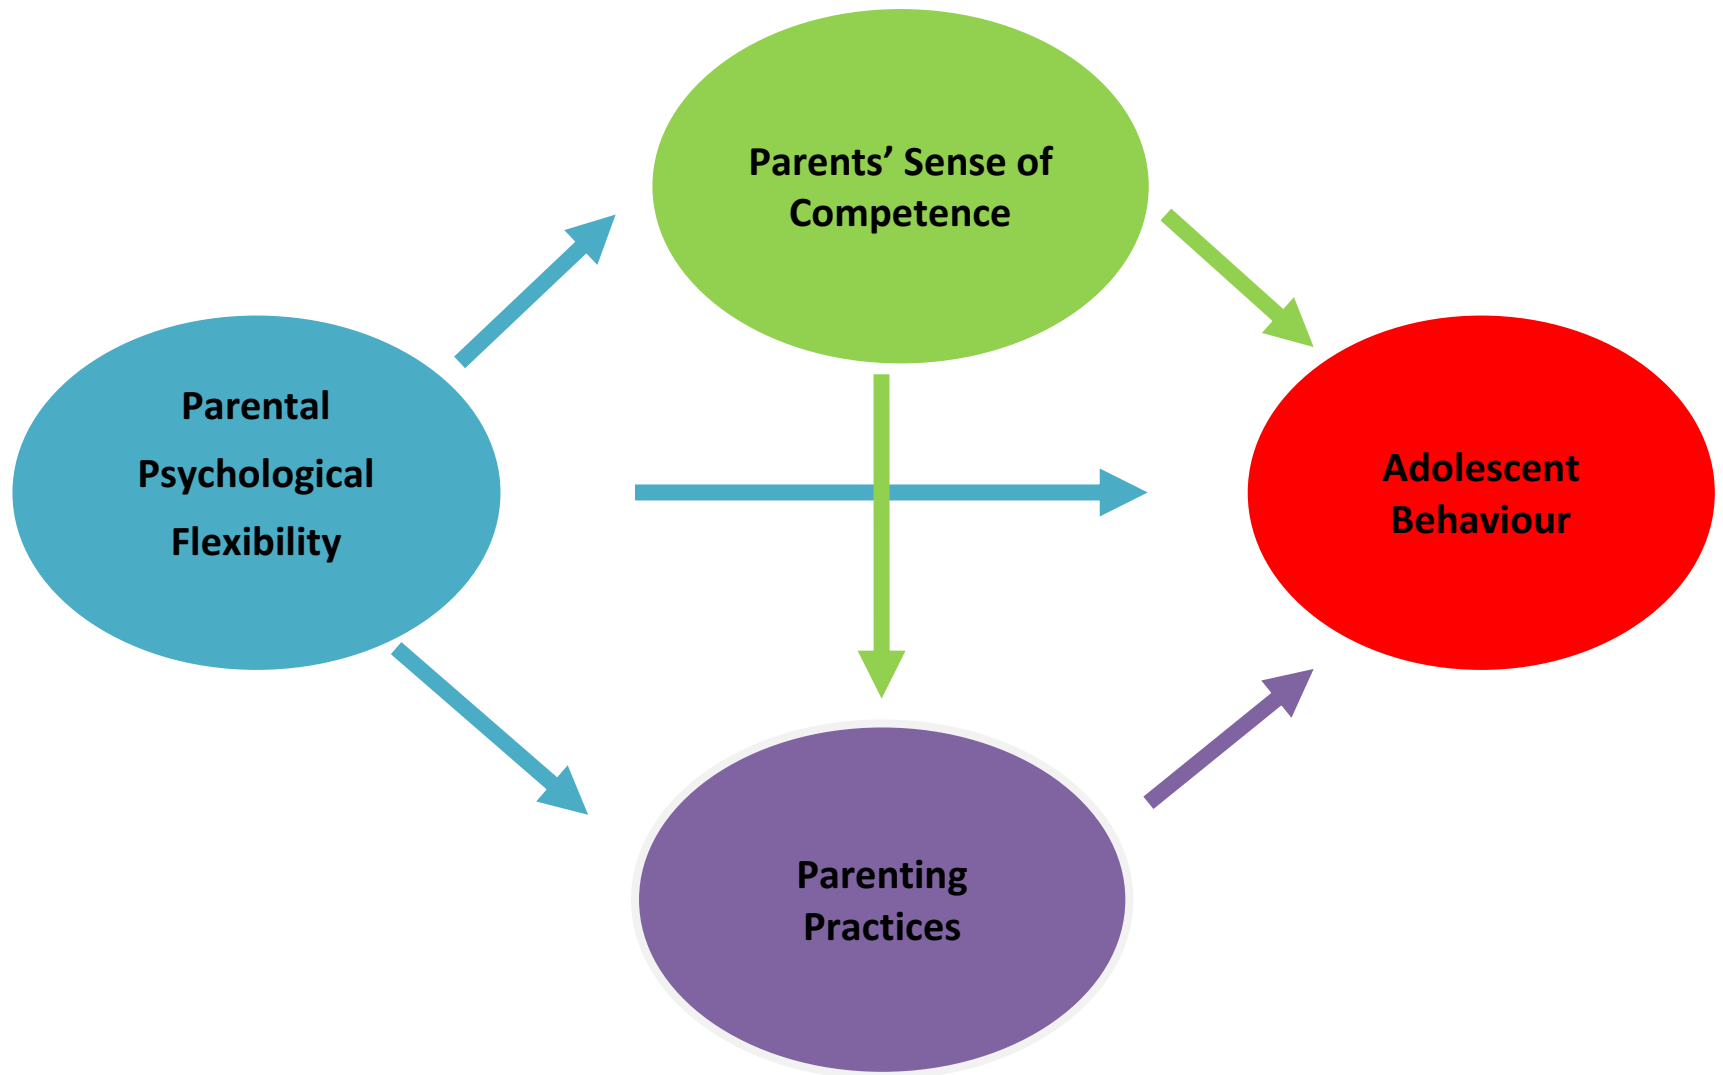 Parents’ Sense of
Competence
Parental
Psychological
Flexibility
Adolescent
Behaviour
Parenting
Practices